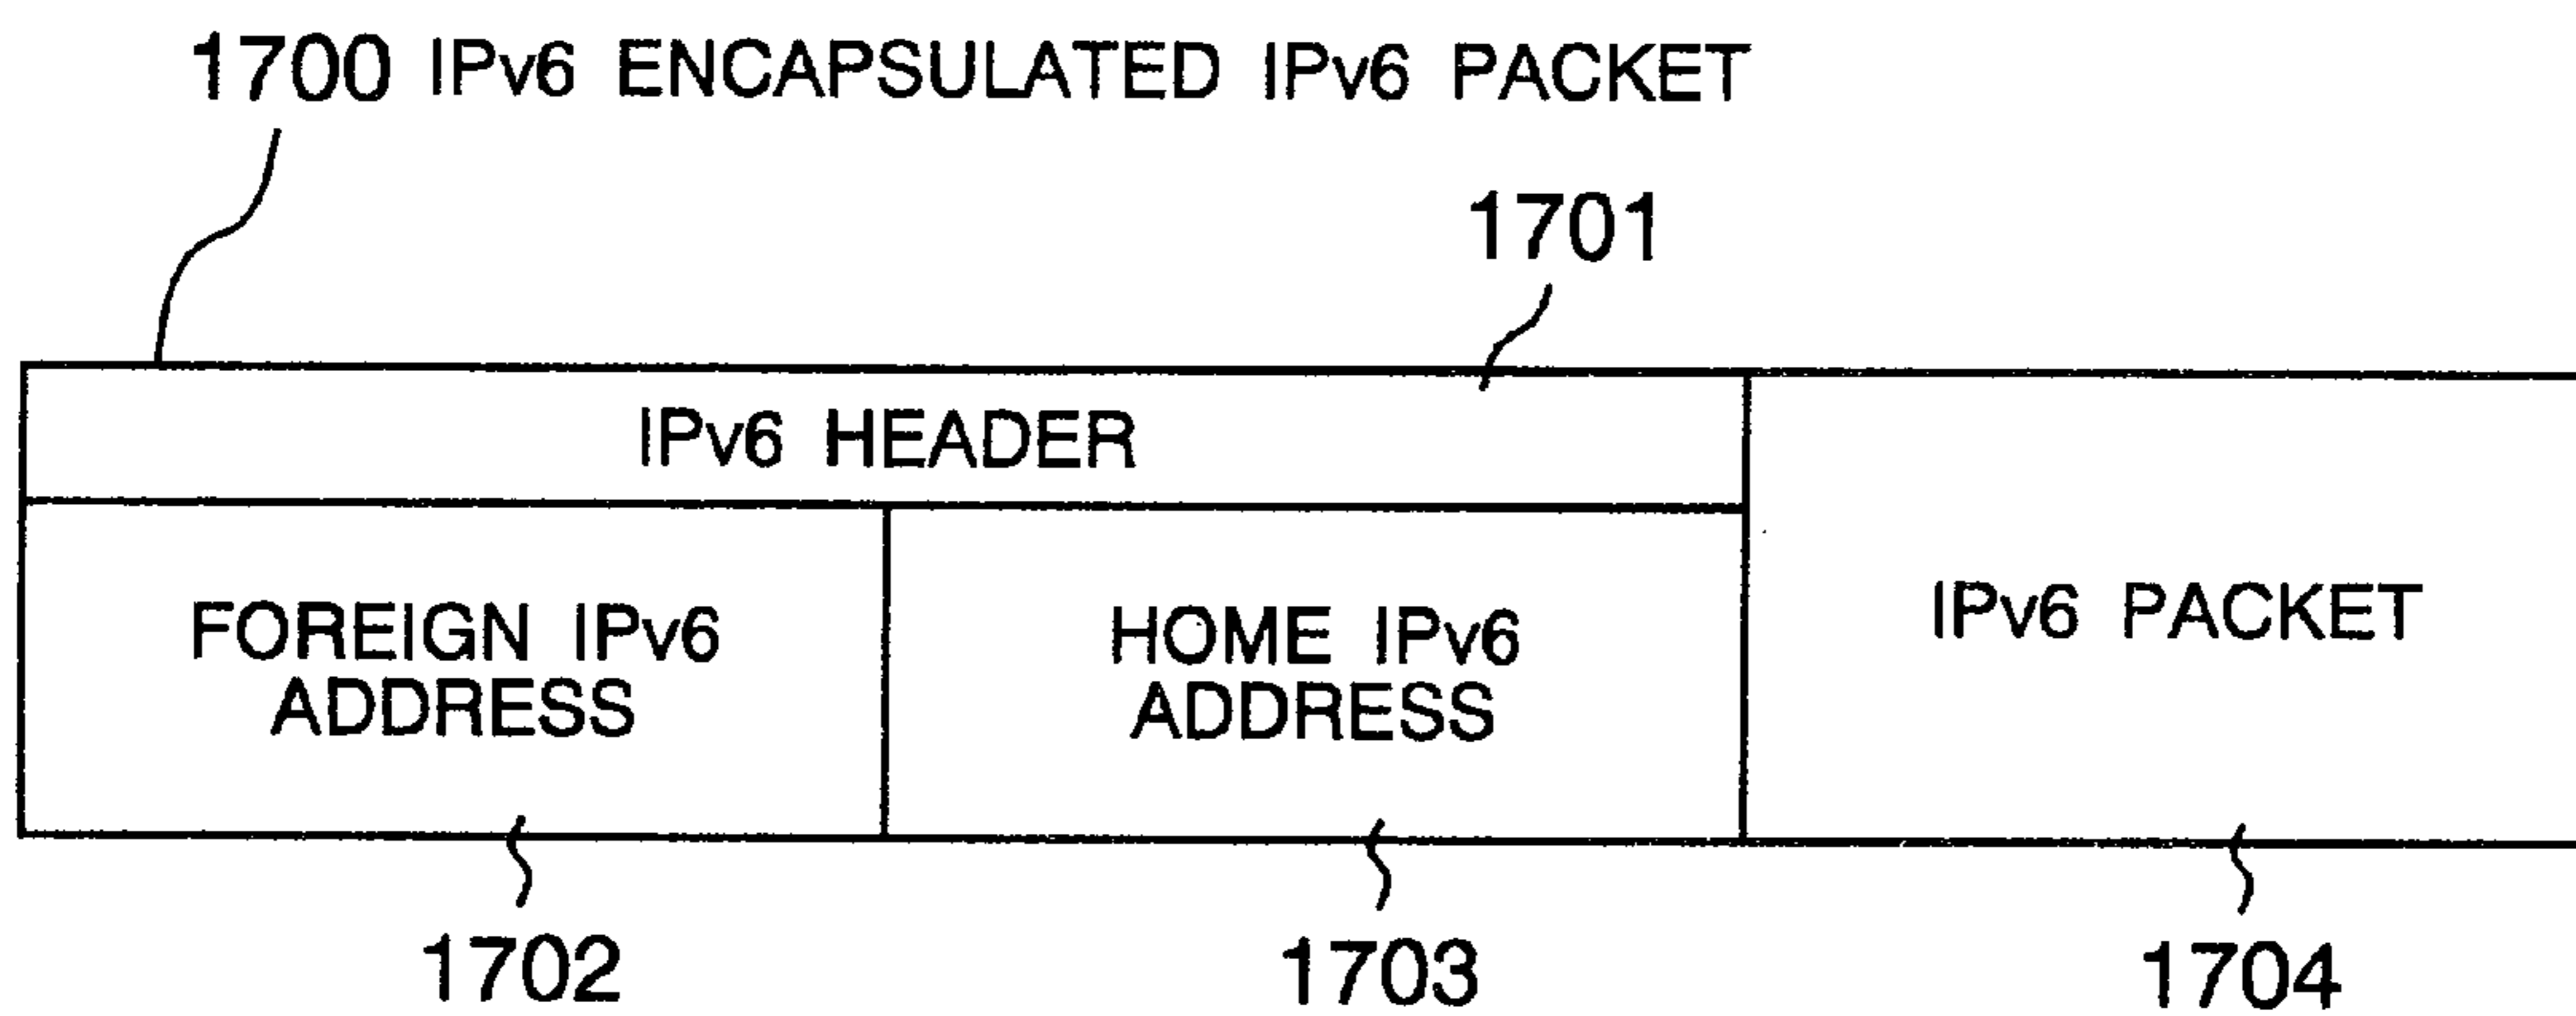 1700 IPv6 ENCAPSULATED IPv6 PACKET
1701
IPv6 HEADER
FOREIGN IPv6
ADDRESS
HOME IPv6
ADDRESS
IPv6 PACKET
1702
1703
1704